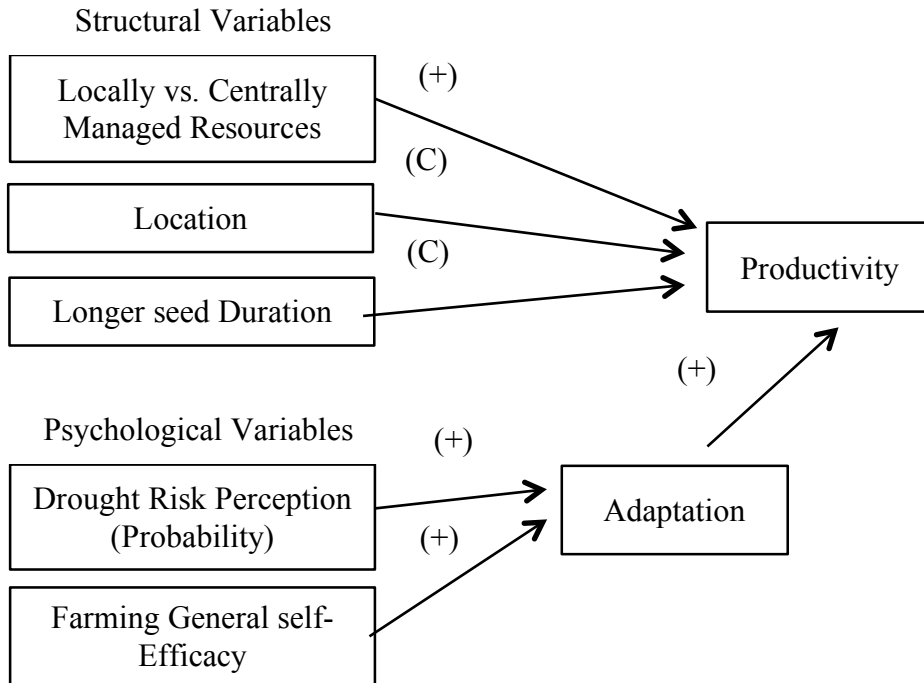 Structural Variables
(+)
Locally vs. Centrally
Managed Resources
(C)
Location
(C)
Productivity
Longer seed Duration
(+)
Psychological Variables
(+)
Drought Risk Perception
(Probability)
Adaptation
(+)
Farming General self-
Efficacy